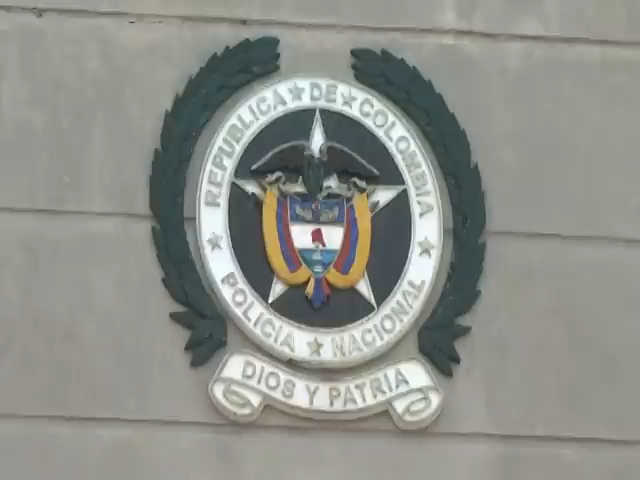 REPUBLICA★DE★COLOMBIA
POLICIA ★ NACIONAL
DIOS Y PATRIA